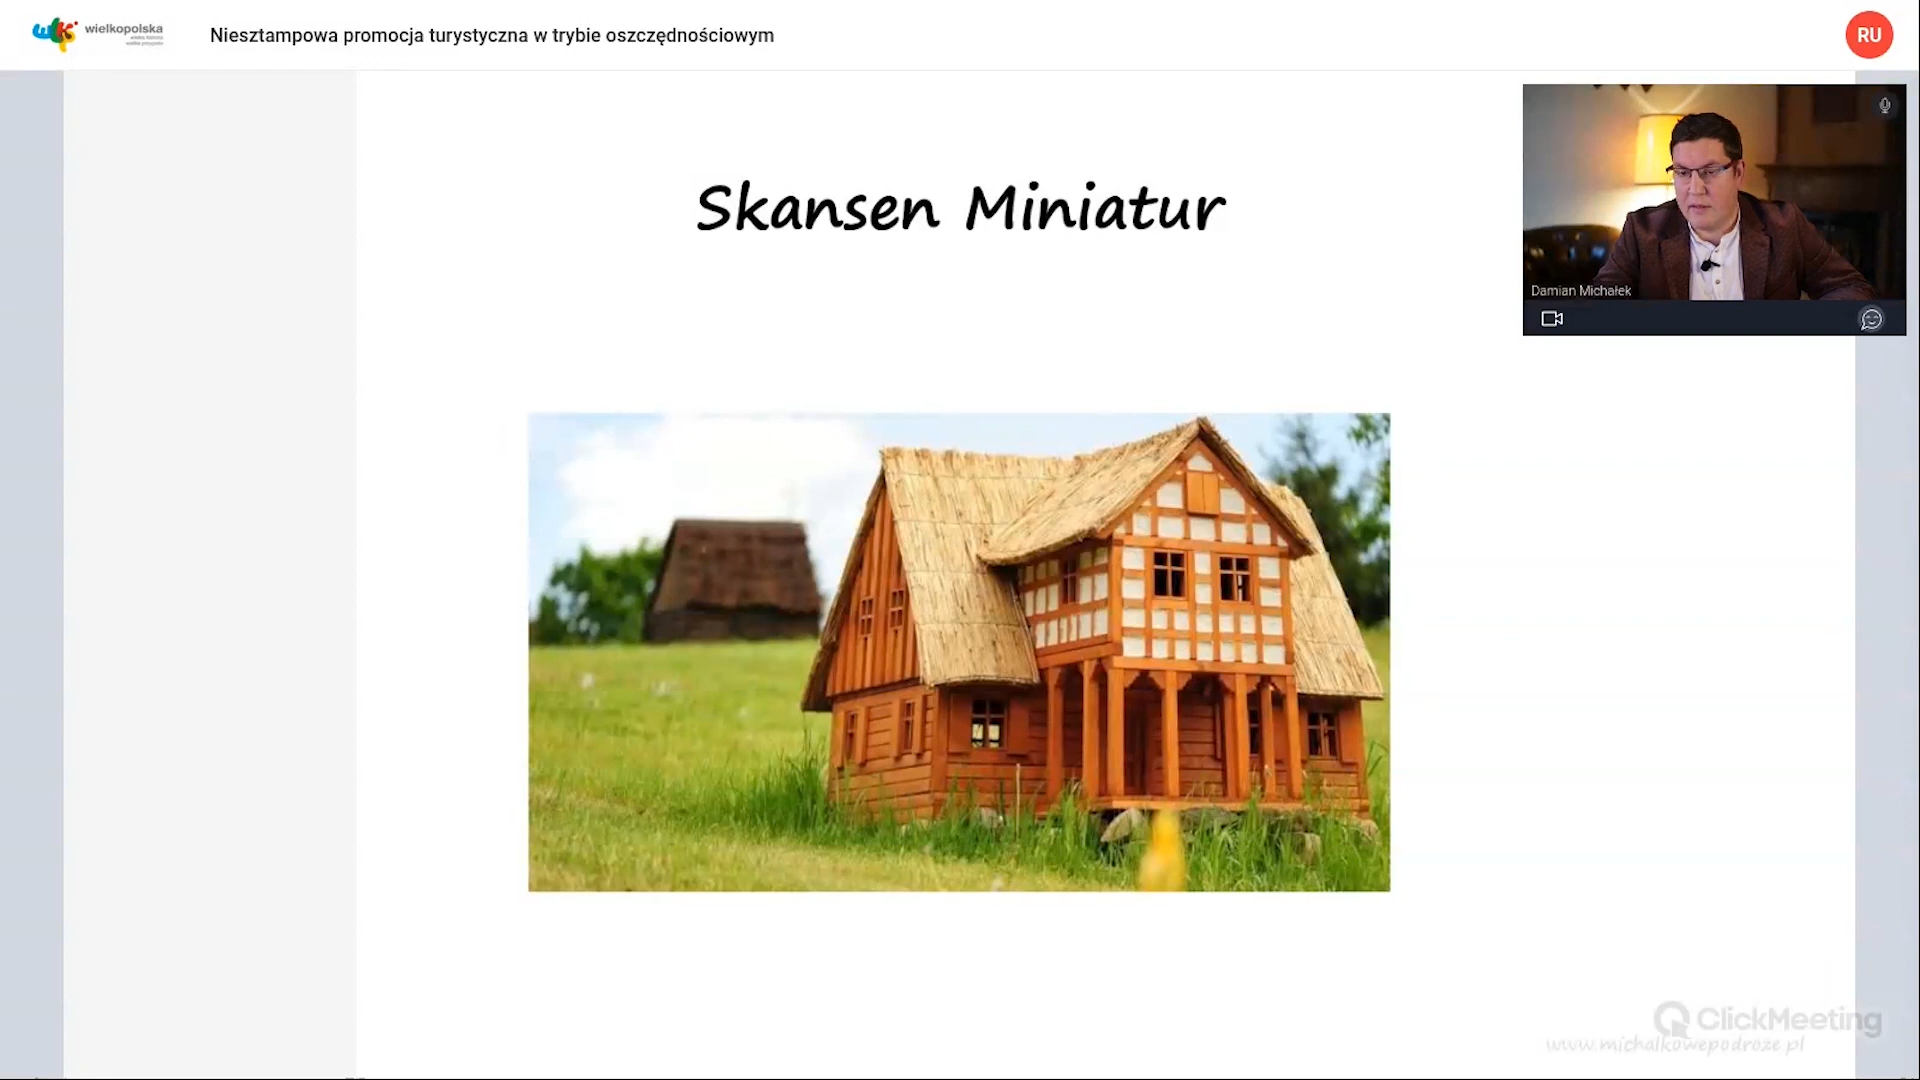 wielkopolska
Niesztampowa promocja turystyczna w trybie oszczędnościowym
RU
Skansen Miniatur
Damian Michałek
ClickMeeting
www.michalkowepodroze.pl